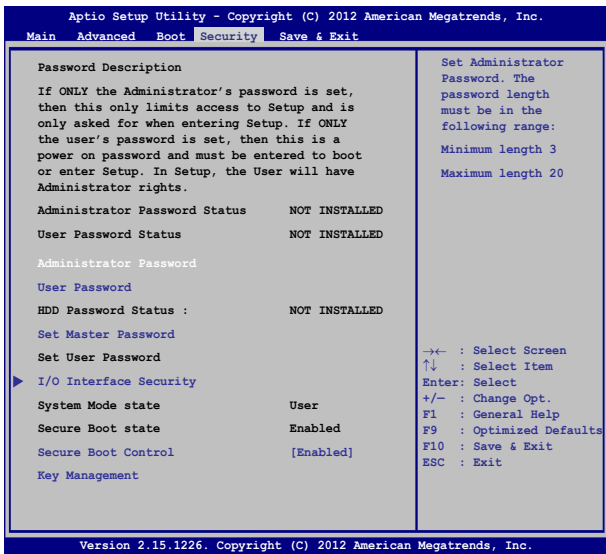 Aptio Setup Utility - Copyright (C) 2012 American Megatrends, Inc.
Main Advanced Boot Security Save & Exit
Password Description
If ONLY the Administrator's password is set,
then this only limits access to Setup and is
only asked for when entering Setup. If ONLY
the user's password is set, then this is a
power on password and must be entered to boot
or enter Setup. In Setup, the User will have
Administrator rights.
Administrator Password Status NOT INSTALLED
User Password Status NOT INSTALLED
Administrator Password
User Password
HDD Password Status : NOT INSTALLED
Set Master Password
Set User Password
I/O Interface Security
System Mode state User
Secure Boot state Enabled
Secure Boot Control [Enabled]
Key Management
Set Administrator
Password. The
password length
must be in the
following range:
Minimum length 3
Maximum length 20
→← : Select Screen
↑↓ : Select Item
Enter: Select
+/— : Change Opt.
F1 : General Help
F9 : Optimized Defaults
F10 : Save & Exit
ESC : Exit
Version 2.15.1226. Copyright (C) 2012 American Megatrends, Inc.